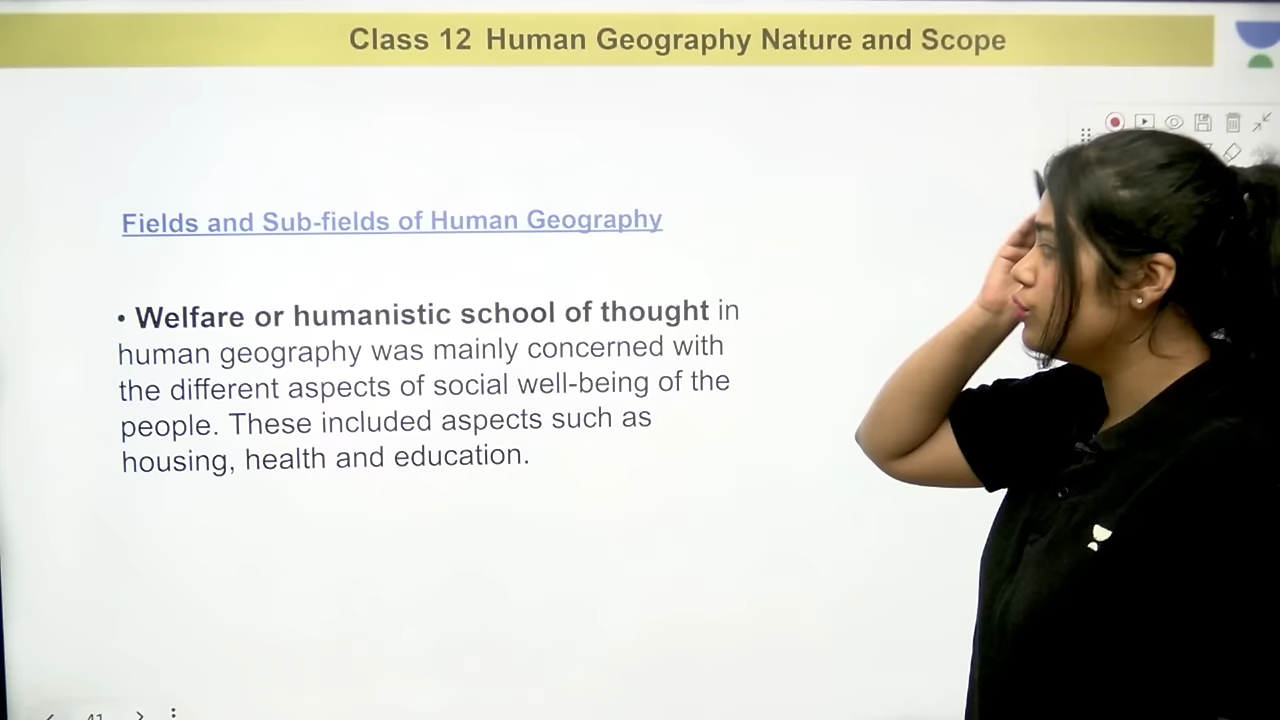 Class 12 Human Geography Nature and Scope
Fields and Sub-fields of Human Geography
• Welfare or humanistic school of thought in
human geography was mainly concerned with
the different aspects of social well-being of the
people. These included aspects such as
housing, health and education.
41